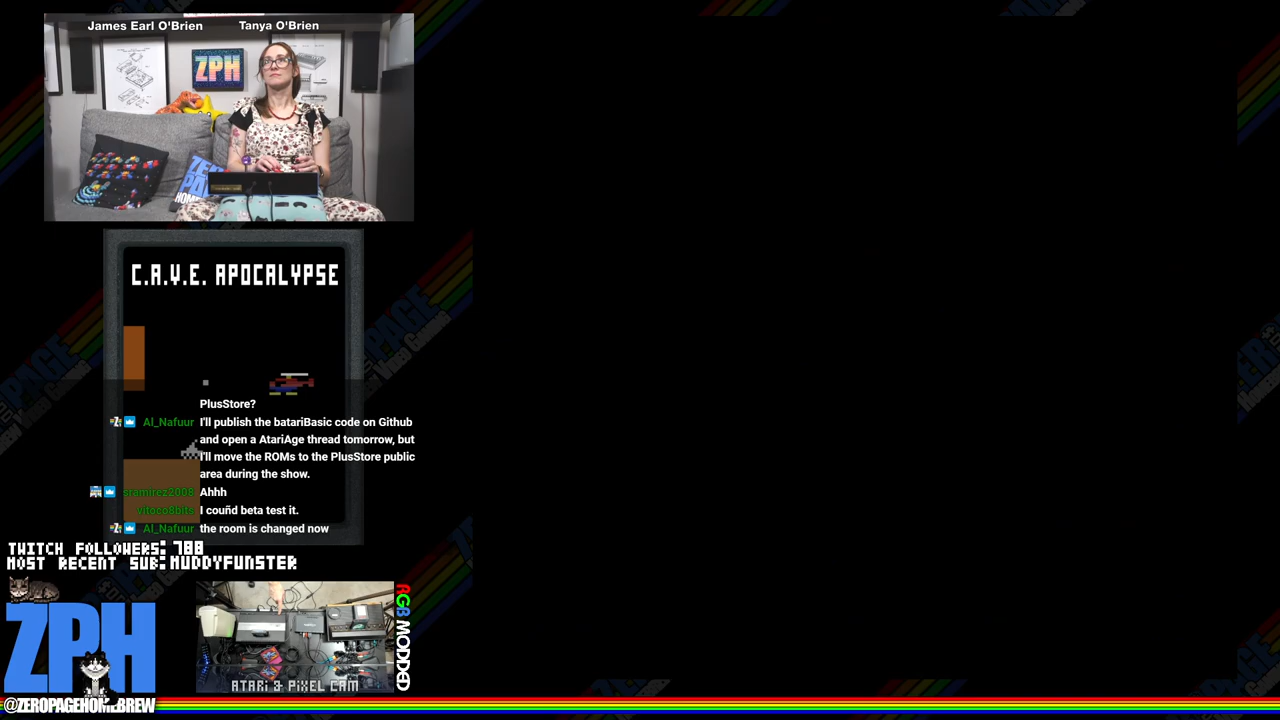 James Earl O'Brien
Tanya O'Brien
ZPH
C.A.V.E. APOCALYPSE
PlusStore?
Al_Nafuur I'll publish the batariBasic code on Github
and open a AtariAge thread tomorrow, but
I'll move the ROMs to the PlusStore public
area during the show.
sramirez2008 Ahhh
vitoco8bits I couñd beta test it.
Al_Nafuur the room is changed now
TWITCH FOLLOWERS: 788
MOST RECENT SUB: MUDDYFUNSTER
ZPH
@ZEROPAGEHOMEBREW
ATARI & PIXEL CAM
RGB MODDED